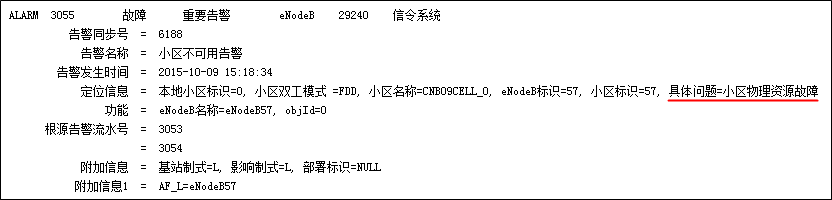 ALARM 3055 故障 重要告警 eNodeB 29240 信令系统
告警同步号 = 6188
告警名称 = 小区不可用告警
告警发生时间 = 2015-10-09 15:18:34
定位信息 = 本地小区标识=0, 小区双工模式 =FDD, 小区名称=CNBO9CELL_0, eNodeB标识=57, 小区标识=57, 具体问题=小区物理资源故障
功能 = eNodeB名称=eNodeB57, objId=0
根源告警流水号 = 3053
= 3054
附加信息 = 基站制式=L, 影响制式=L, 部署标识=NULL
附加信息1 = AF_L=eNodeB57